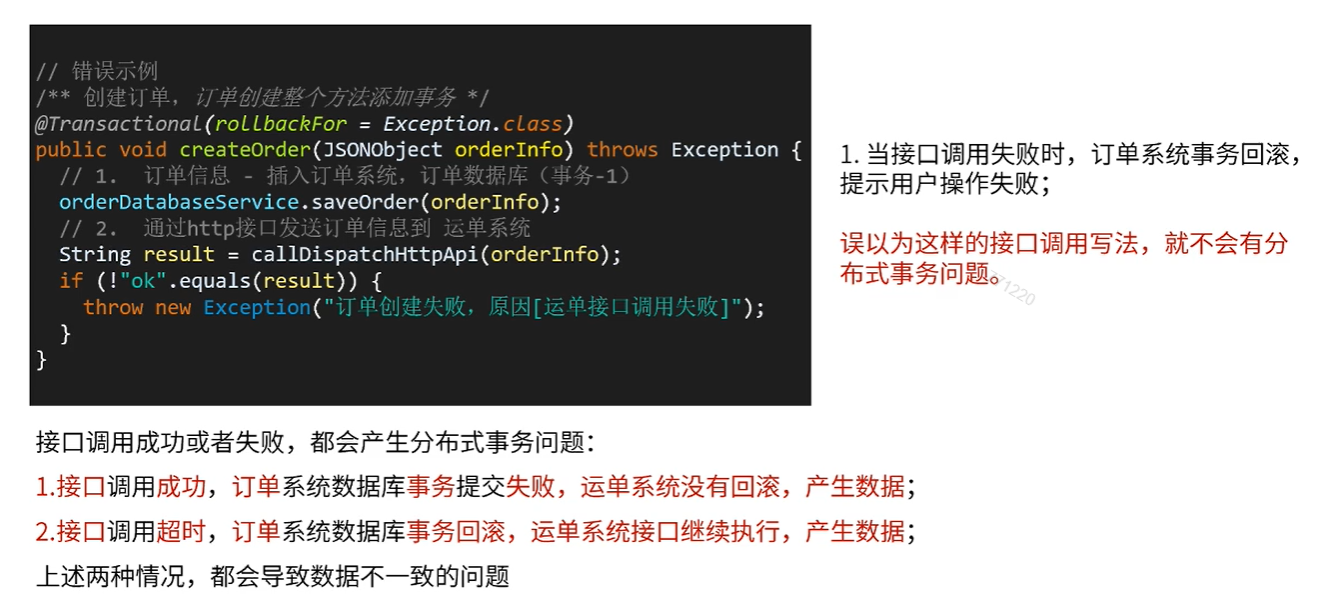 // 错误示例
/** 创建订单，订单创建整个方法添加事务 */
@Transactional(rollbackFor = Exception.class)
public void createOrder(JSONObject orderInfo) throws Exception {
// 1. 订单信息 - 插入订单系统，订单数据库（事务-1）
orderDatabaseService.saveOrder(orderInfo);
// 2. 通过http接口发送订单信息到 运单系统
String result = callDispatchHttpApi(orderInfo);
if (!"ok".equals(result)) {
throw new Exception("订单创建失败，原因[运单接口调用失败]");
}
}
1. 当接口调用失败时，订单系统事务回滚，
提示用户操作失败；
误以为这样的接口调用写法，就不会有分
布式事务问题。
接口调用成功或者失败，都会产生分布式事务问题：
1.接口调用成功，订单系统数据库事务提交失败，运单系统没有回滚，产生数据；
2.接口调用超时，订单系统数据库事务回滚，运单系统接口继续执行，产生数据；
上述两种情况，都会导致数据不一致的问题